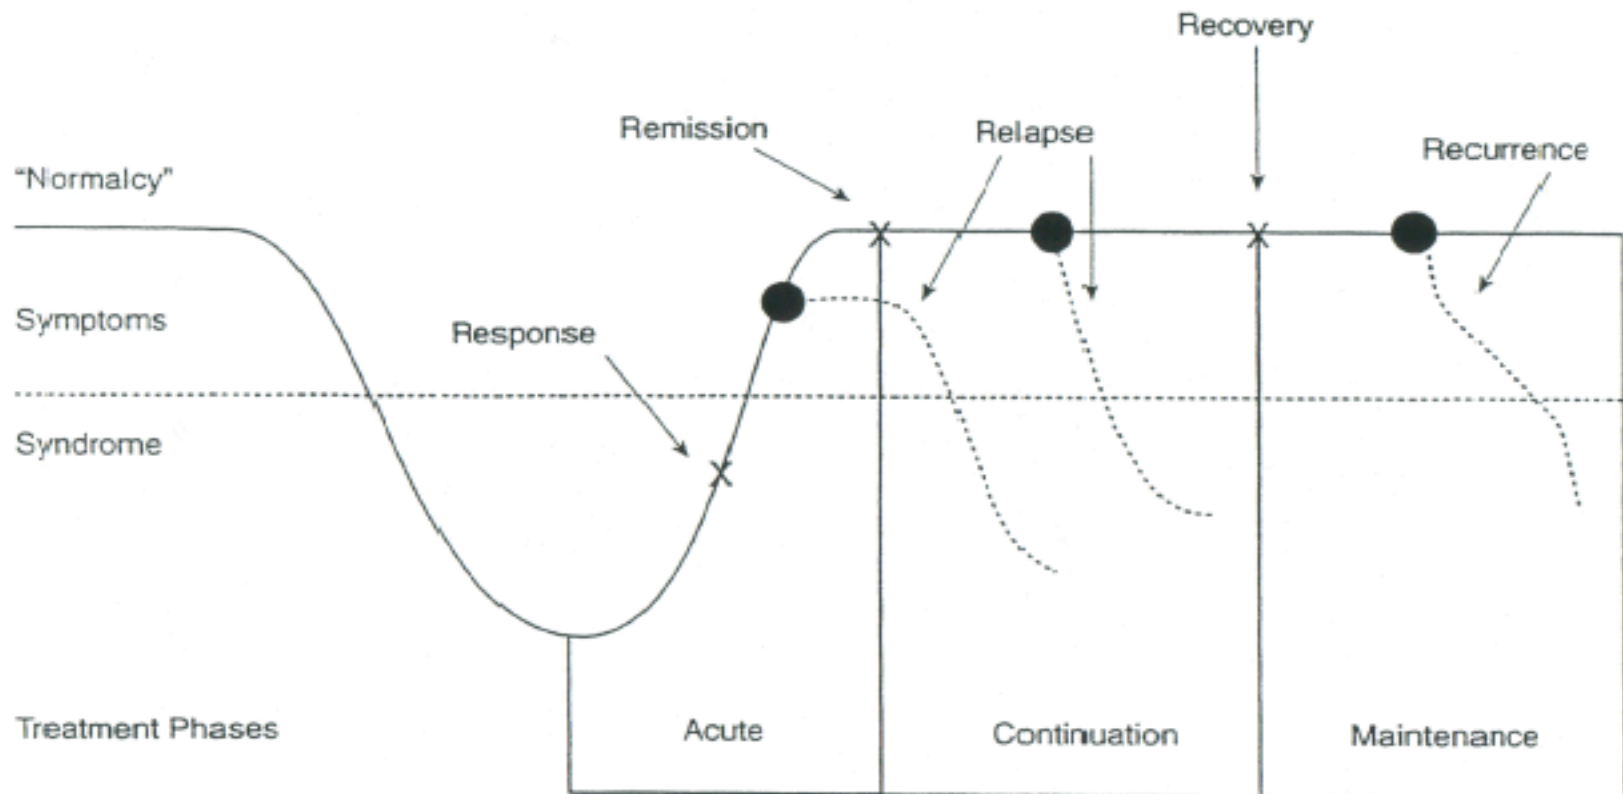 Recovery
Remission
Relapse
Recurrence
"Normalcy"
Symptoms
Response
Syndrome
Treatment Phases
Acute
Continuation
Maintenance